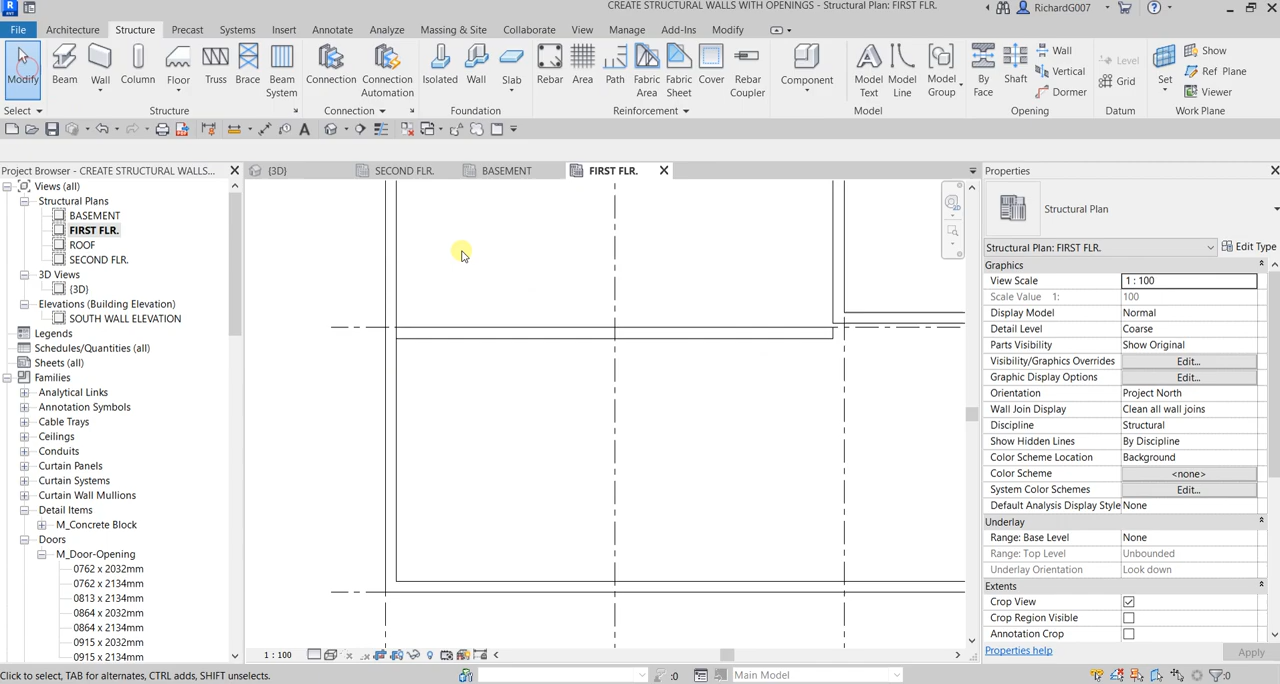 CREATE STRUCTURAL WALLS WITH OPENINGS - Structural Plan: FIRST FLR.
RichardG007
File
Architecture
Structure
Precast
Systems
Insert
Annotate
Analyze
Massing & Site
Collaborate
View
Manage
Add-Ins
Modify
Modify
Beam
Wall
Column
Floor
Truss
Brace
Beam
System
Connection
Connection
Automation
Isolated
Wall
Slab
Rebar
Area
Path
Fabric
Area
Fabric
Sheet
Cover
Rebar
Coupler
Component
Model
Text
Model
Line
Model
Group
By
Face
Shaft
Wall
Vertical
Dormer
Level
Grid
Set
Show
Ref Plane
Viewer
Select
Structure
Connection
Foundation
Reinforcement
Model
Opening
Datum
Work Plane
Project Browser - CREATE STRUCTURAL WALLS...
{3D}
SECOND FLR.
BASEMENT
FIRST FLR.
Properties
Views (all)
Structural Plans
BASEMENT
FIRST FLR.
ROOF
SECOND FLR.
3D Views
{3D}
Elevations (Building Elevation)
SOUTH WALL ELEVATION
Legends
Schedules/Quantities (all)
Sheets (all)
Families
Analytical Links
Annotation Symbols
Cable Trays
Ceilings
Conduits
Curtain Panels
Curtain Systems
Curtain Wall Mullions
Detail Items
M_Concrete Block
Doors
M_Door-Opening
0762 x 2032mm
0762 x 2134mm
0813 x 2134mm
0864 x 2032mm
0864 x 2134mm
0915 x 2032mm
0915 x 2134mm
Structural Plan
Structural Plan: FIRST FLR.
Edit Type
Graphics
View Scale 1 : 100
Scale Value 1: 100
Display Model Normal
Detail Level Coarse
Parts Visibility Show Original
Visibility/Graphics Overrides Edit...
Graphic Display Options Edit...
Orientation Project North
Wall Join Display Clean all wall joins
Discipline Structural
Show Hidden Lines By Discipline
Color Scheme Location Background
Color Scheme <none>
System Color Schemes Edit...
Default Analysis Display Style None
Underlay
Range: Base Level None
Range: Top Level Unbounded
Underlay Orientation Look down
Extents
Crop View
Crop Region Visible
Annotation Crop
Properties help
Apply
1 : 100
Click to select, TAB for alternates, CTRL adds, SHIFT unselects.
:0
Main Model
:0